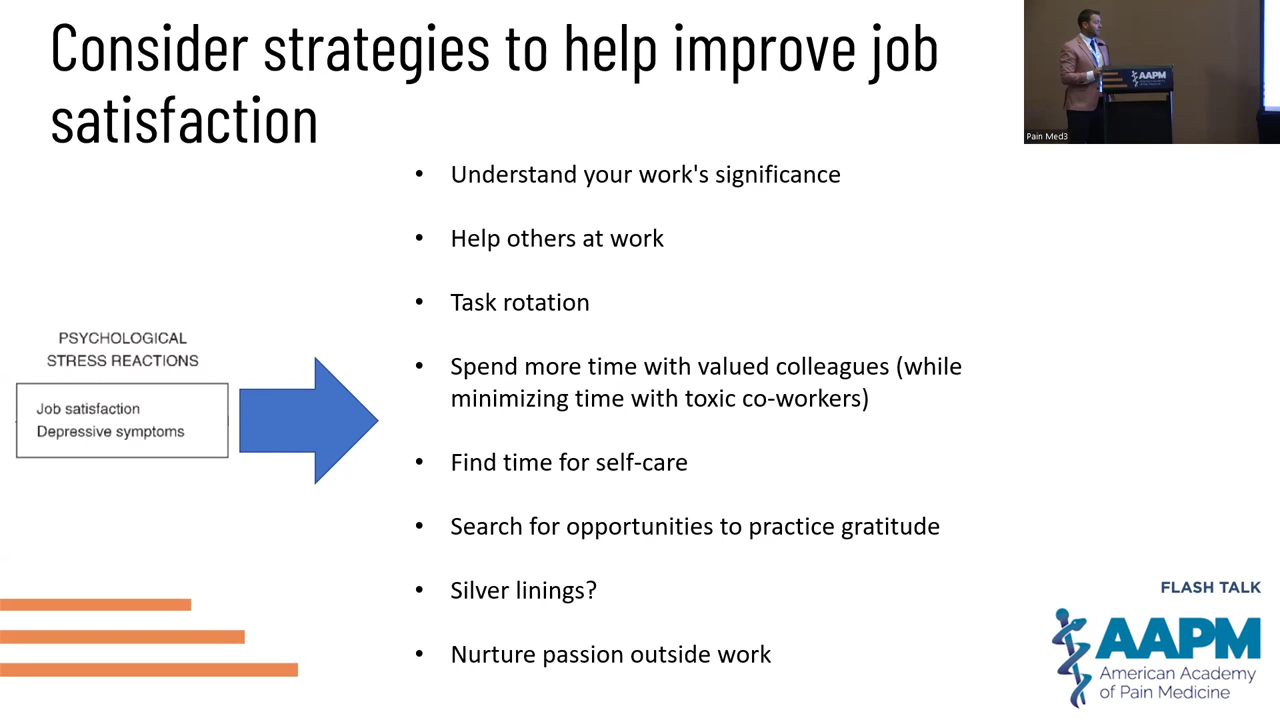 Consider strategies to help improve job
satisfaction
AAPM
Pain Med3
• Understand your work's significance
• Help others at work
• Task rotation
• Spend more time with valued colleagues (while
minimizing time with toxic co-workers)
• Find time for self-care
• Search for opportunities to practice gratitude
• Silver linings?
• Nurture passion outside work
PSYCHOLOGICAL
STRESS REACTIONS
Job satisfaction
Depressive symptoms
FLASH TALK
AAPM
American Academy
of Pain Medicine